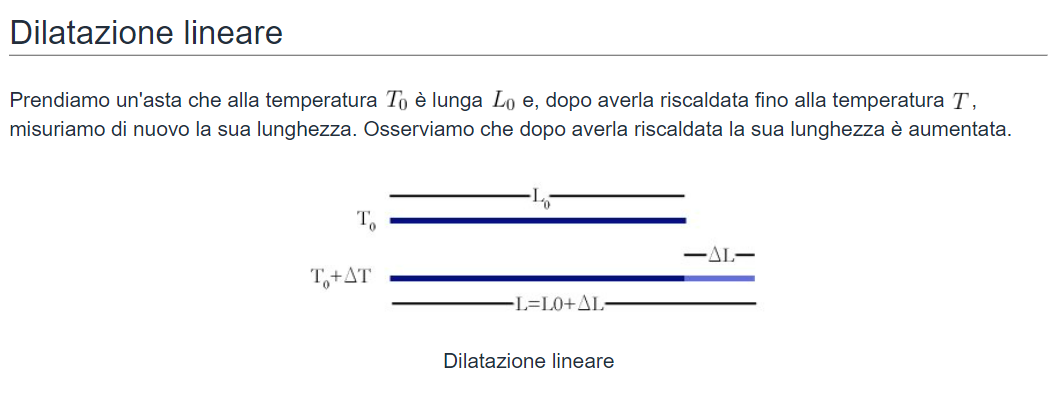 Dilatazione lineare
Prendiamo un'asta che alla temperatura T₀ è lunga L₀ e, dopo averla riscaldata fino alla temperatura T,
misuriamo di nuovo la sua lunghezza. Osserviamo che dopo averla riscaldata la sua lunghezza è aumentata.
L₀
T₀
ΔL
T₀+ΔT
L=L0+ΔL
Dilatazione lineare